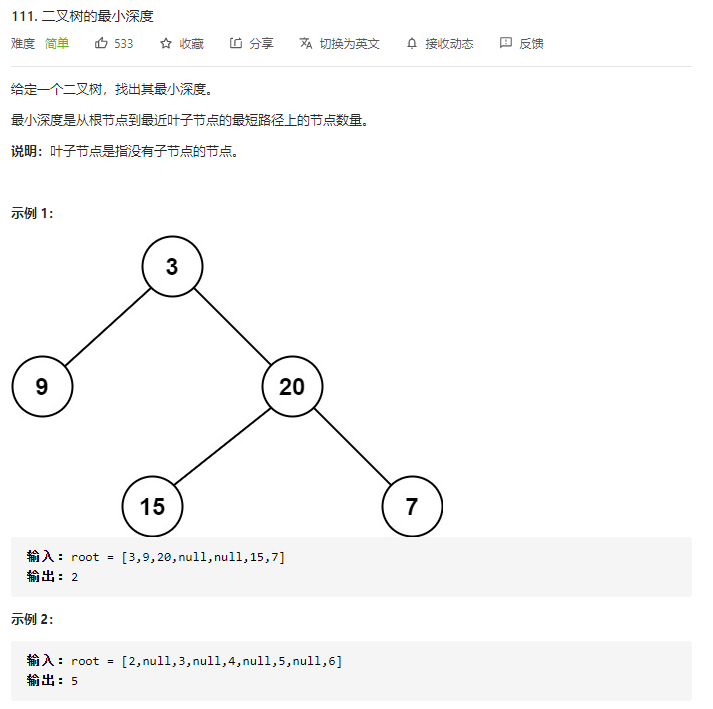 111. 二叉树的最小深度
难度 简单 533 收藏 分享 切换为英文 接收动态 反馈
给定一个二叉树，找出其最小深度。
最小深度是从根节点到最近叶子节点的最短路径上的节点数量。
说明：叶子节点是指没有子节点的节点。
示例 1：
3
9 20
15 7
输入：root = [3,9,20,null,null,15,7]
输出：2
示例 2：
输入：root = [2,null,3,null,4,null,5,null,6]
输出：5